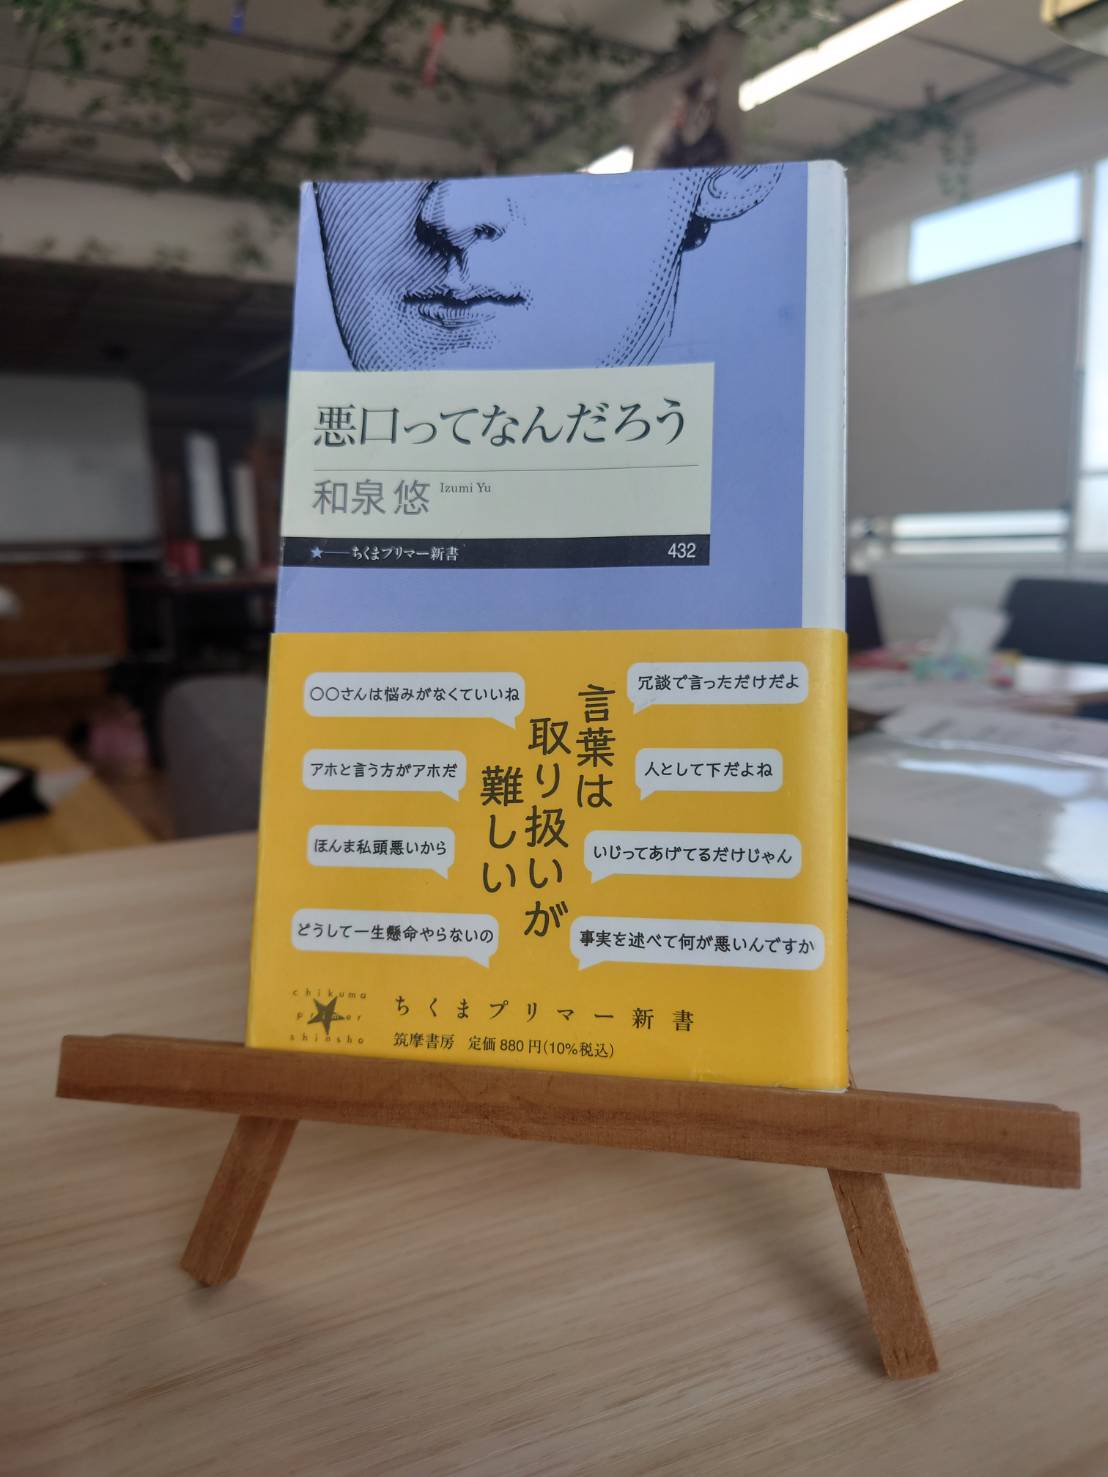 悪口ってなんだろう
和泉 悠 Izumi Yu
★──ちくまプリマー新書 432
言葉は
取り扱いが
難しい
〇〇さんは悩みがなくていいね
アホと言う方がアホだ
ほんま私頭悪いから
どうして一生懸命やらないの
冗談で言っただけだよ
人として下だよね
いじってあげてるだけじゃん
事実を述べて何が悪いんですか
chikuma
primer
shinsho
ちくまプリマー新書
筑摩書房 定価880円(10%税込)